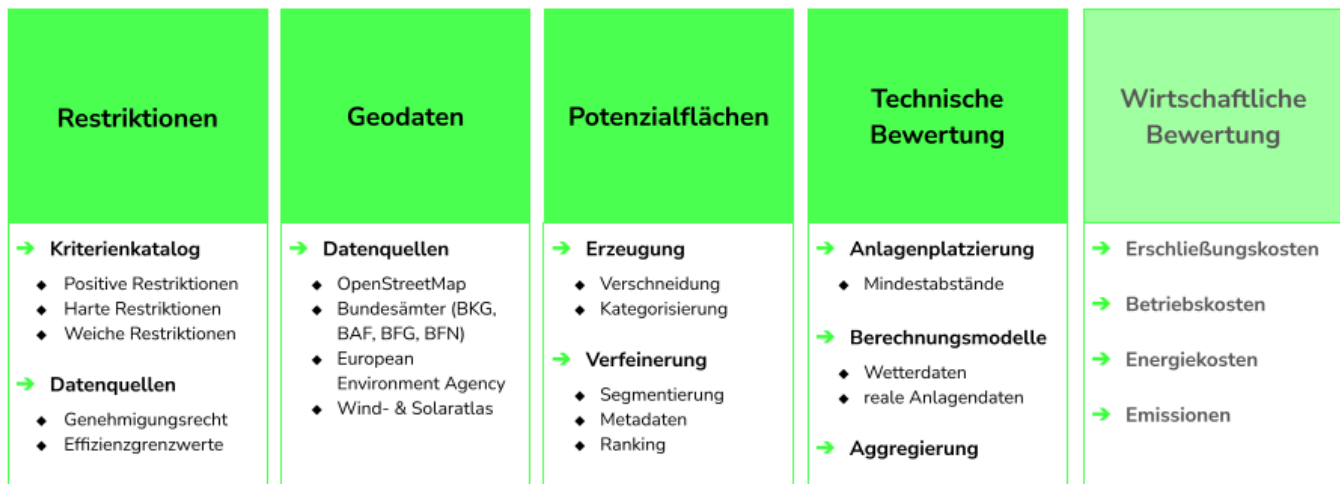 Restriktionen
➔ Kriterienkatalog
◆ Positive Restriktionen
◆ Harte Restriktionen
◆ Weiche Restriktionen
➔ Datenquellen
◆ Genehmigungsrecht
◆ Effizienzgrenzwerte
Geodaten
➔ Datenquellen
◆ OpenStreetMap
◆ Bundesämter (BKG,
BAF, BFG, BFN)
◆ European
Environment Agency
◆ Wind- & Solaratlas
Potenzialflächen
➔ Erzeugung
◆ Verschneidung
◆ Kategorisierung
➔ Verfeinerung
◆ Segmentierung
◆ Metadaten
◆ Ranking
Technische
Bewertung
➔ Anlagenplatzierung
◆ Mindestabstände
➔ Berechnungsmodelle
◆ Wetterdaten
◆ reale Anlagendaten
➔ Aggregierung
Wirtschaftliche
Bewertung
➔ Erschließungskosten
➔ Betriebskosten
➔ Energiekosten
➔ Emissionen